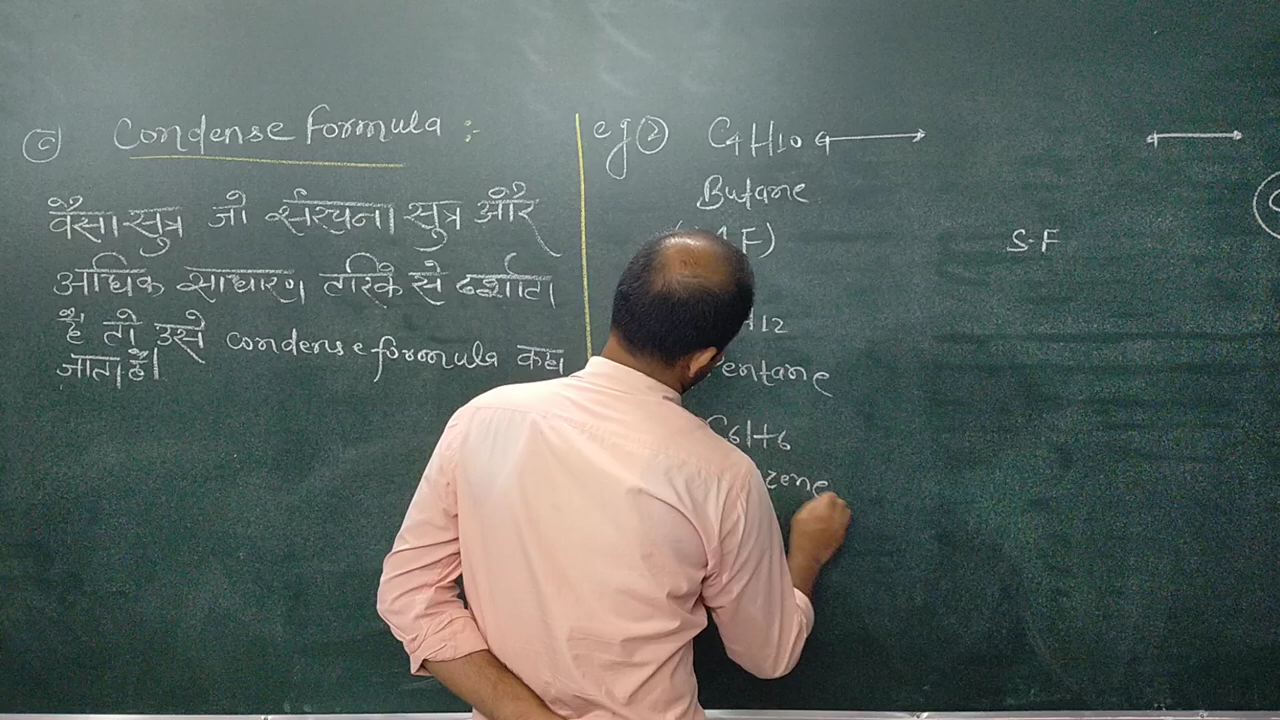 c) Condense Formula :-
वैसा सुत्र जो संरचना सुत्र और
अधिक साधारण तरिके से दर्शाता
है तो उसे condense formula कहा
जाता है।
eg ② C4H10
Butane
F)
S.F
H12
entane
C6H6
zene